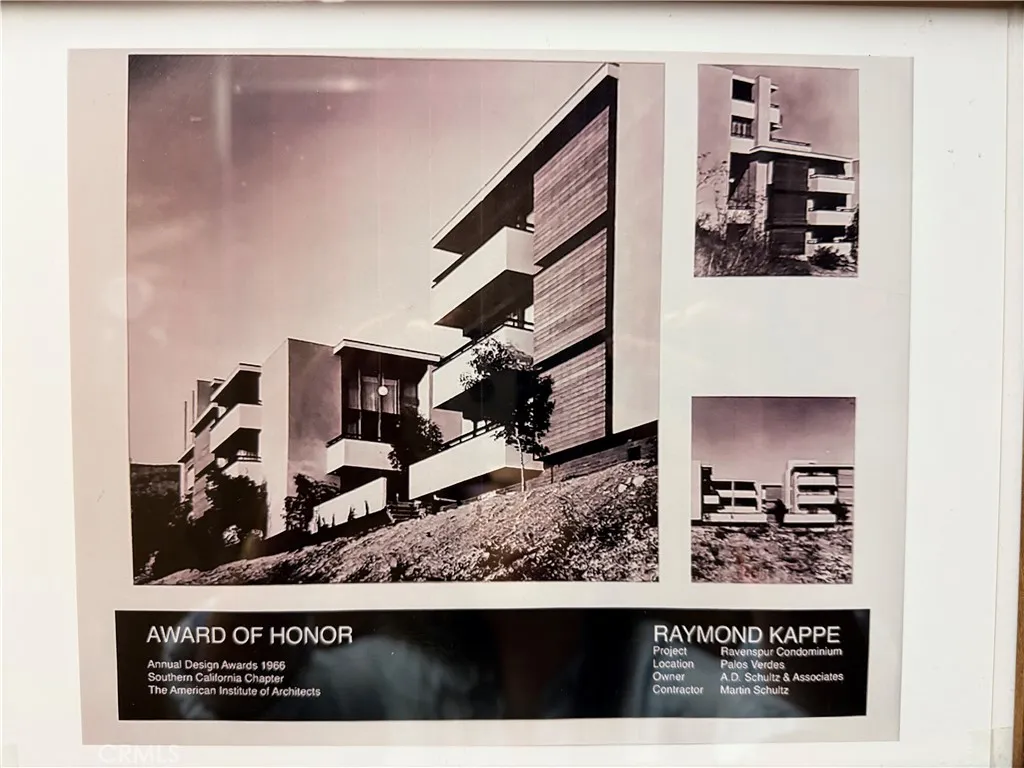 AWARD OF HONOR
Annual Design Awards 1966
Southern California Chapter
The American Institute of Architects
RAYMOND KAPPE
Project Ravenspur Condominium
Location Palos Verdes
Owner A.D. Schultz & Associates
Contractor Martin Schultz
CRMLS